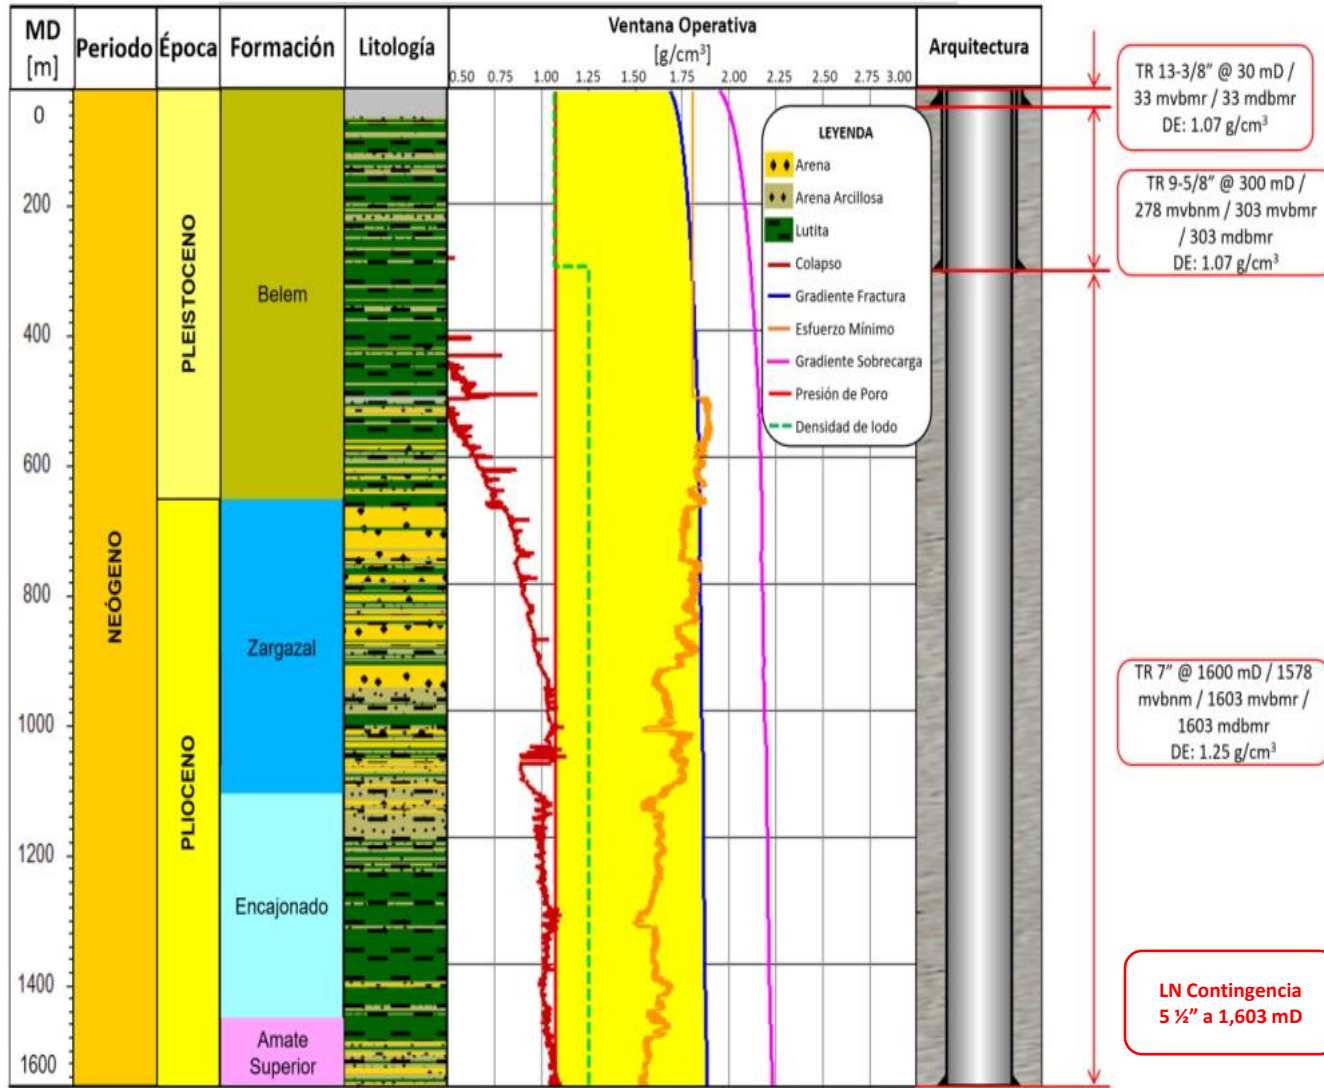 MD
[m]
Periodo
Época
Formación
Litología
Ventana Operativa
[g/cm³]
0.50 0.75 1.00 1.25 1.50 1.75 2.00 2.25 2.50 2.75 3.00
Arquitectura
0
200
400
600
800
1000
1200
1400
1600
NEÓGENO
PLEISTOCENO
PLIOCENO
Belem
Zargazal
Encajonado
Amate
Superior
LEYENDA
Arena
Arena Arcillosa
Lutita
Colapso
Gradiente Fractura
Esfuerzo Mínimo
Gradiente Sobrecarga
Presión de Poro
Densidad de lodo
TR 13-3/8" @ 30 mD /
33 mvbmr / 33 mdbmr
DE: 1.07 g/cm³
TR 9-5/8" @ 300 mD /
278 mvbnm / 303 mvbmr
/ 303 mdbmr
DE: 1.07 g/cm³
TR 7" @ 1600 mD / 1578
mvbnm / 1603 mvbmr /
1603 mdbmr
DE: 1.25 g/cm³
LN Contingencia
5 ½" a 1,603 mD